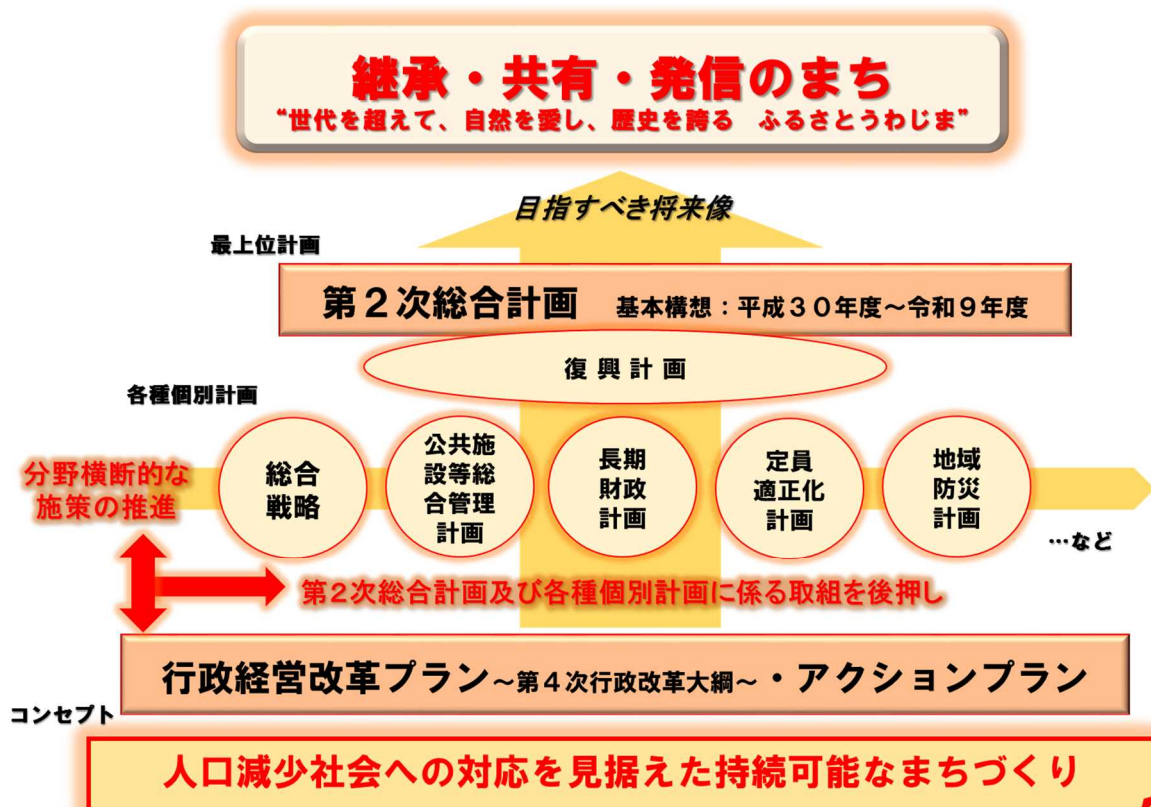 継承・共有・発信のまち
“世代を超えて、自然を愛し、歴史を誇る　ふるさとうわじま”
目指すべき将来像
最上位計画
第２次総合計画　基本構想：平成３０年度～令和９年度
復興計画
各種個別計画
分野横断的な
施策の推進
総合
戦略
公共施
設等総
合管理
計画
長期
財政
計画
定員
適正化
計画
地域
防災
計画
…など
第2次総合計画及び各種個別計画に係る取組を後押し
行政経営改革プラン～第４次行政改革大綱～・アクションプラン
コンセプト
人口減少社会への対応を見据えた持続可能なまちづくり